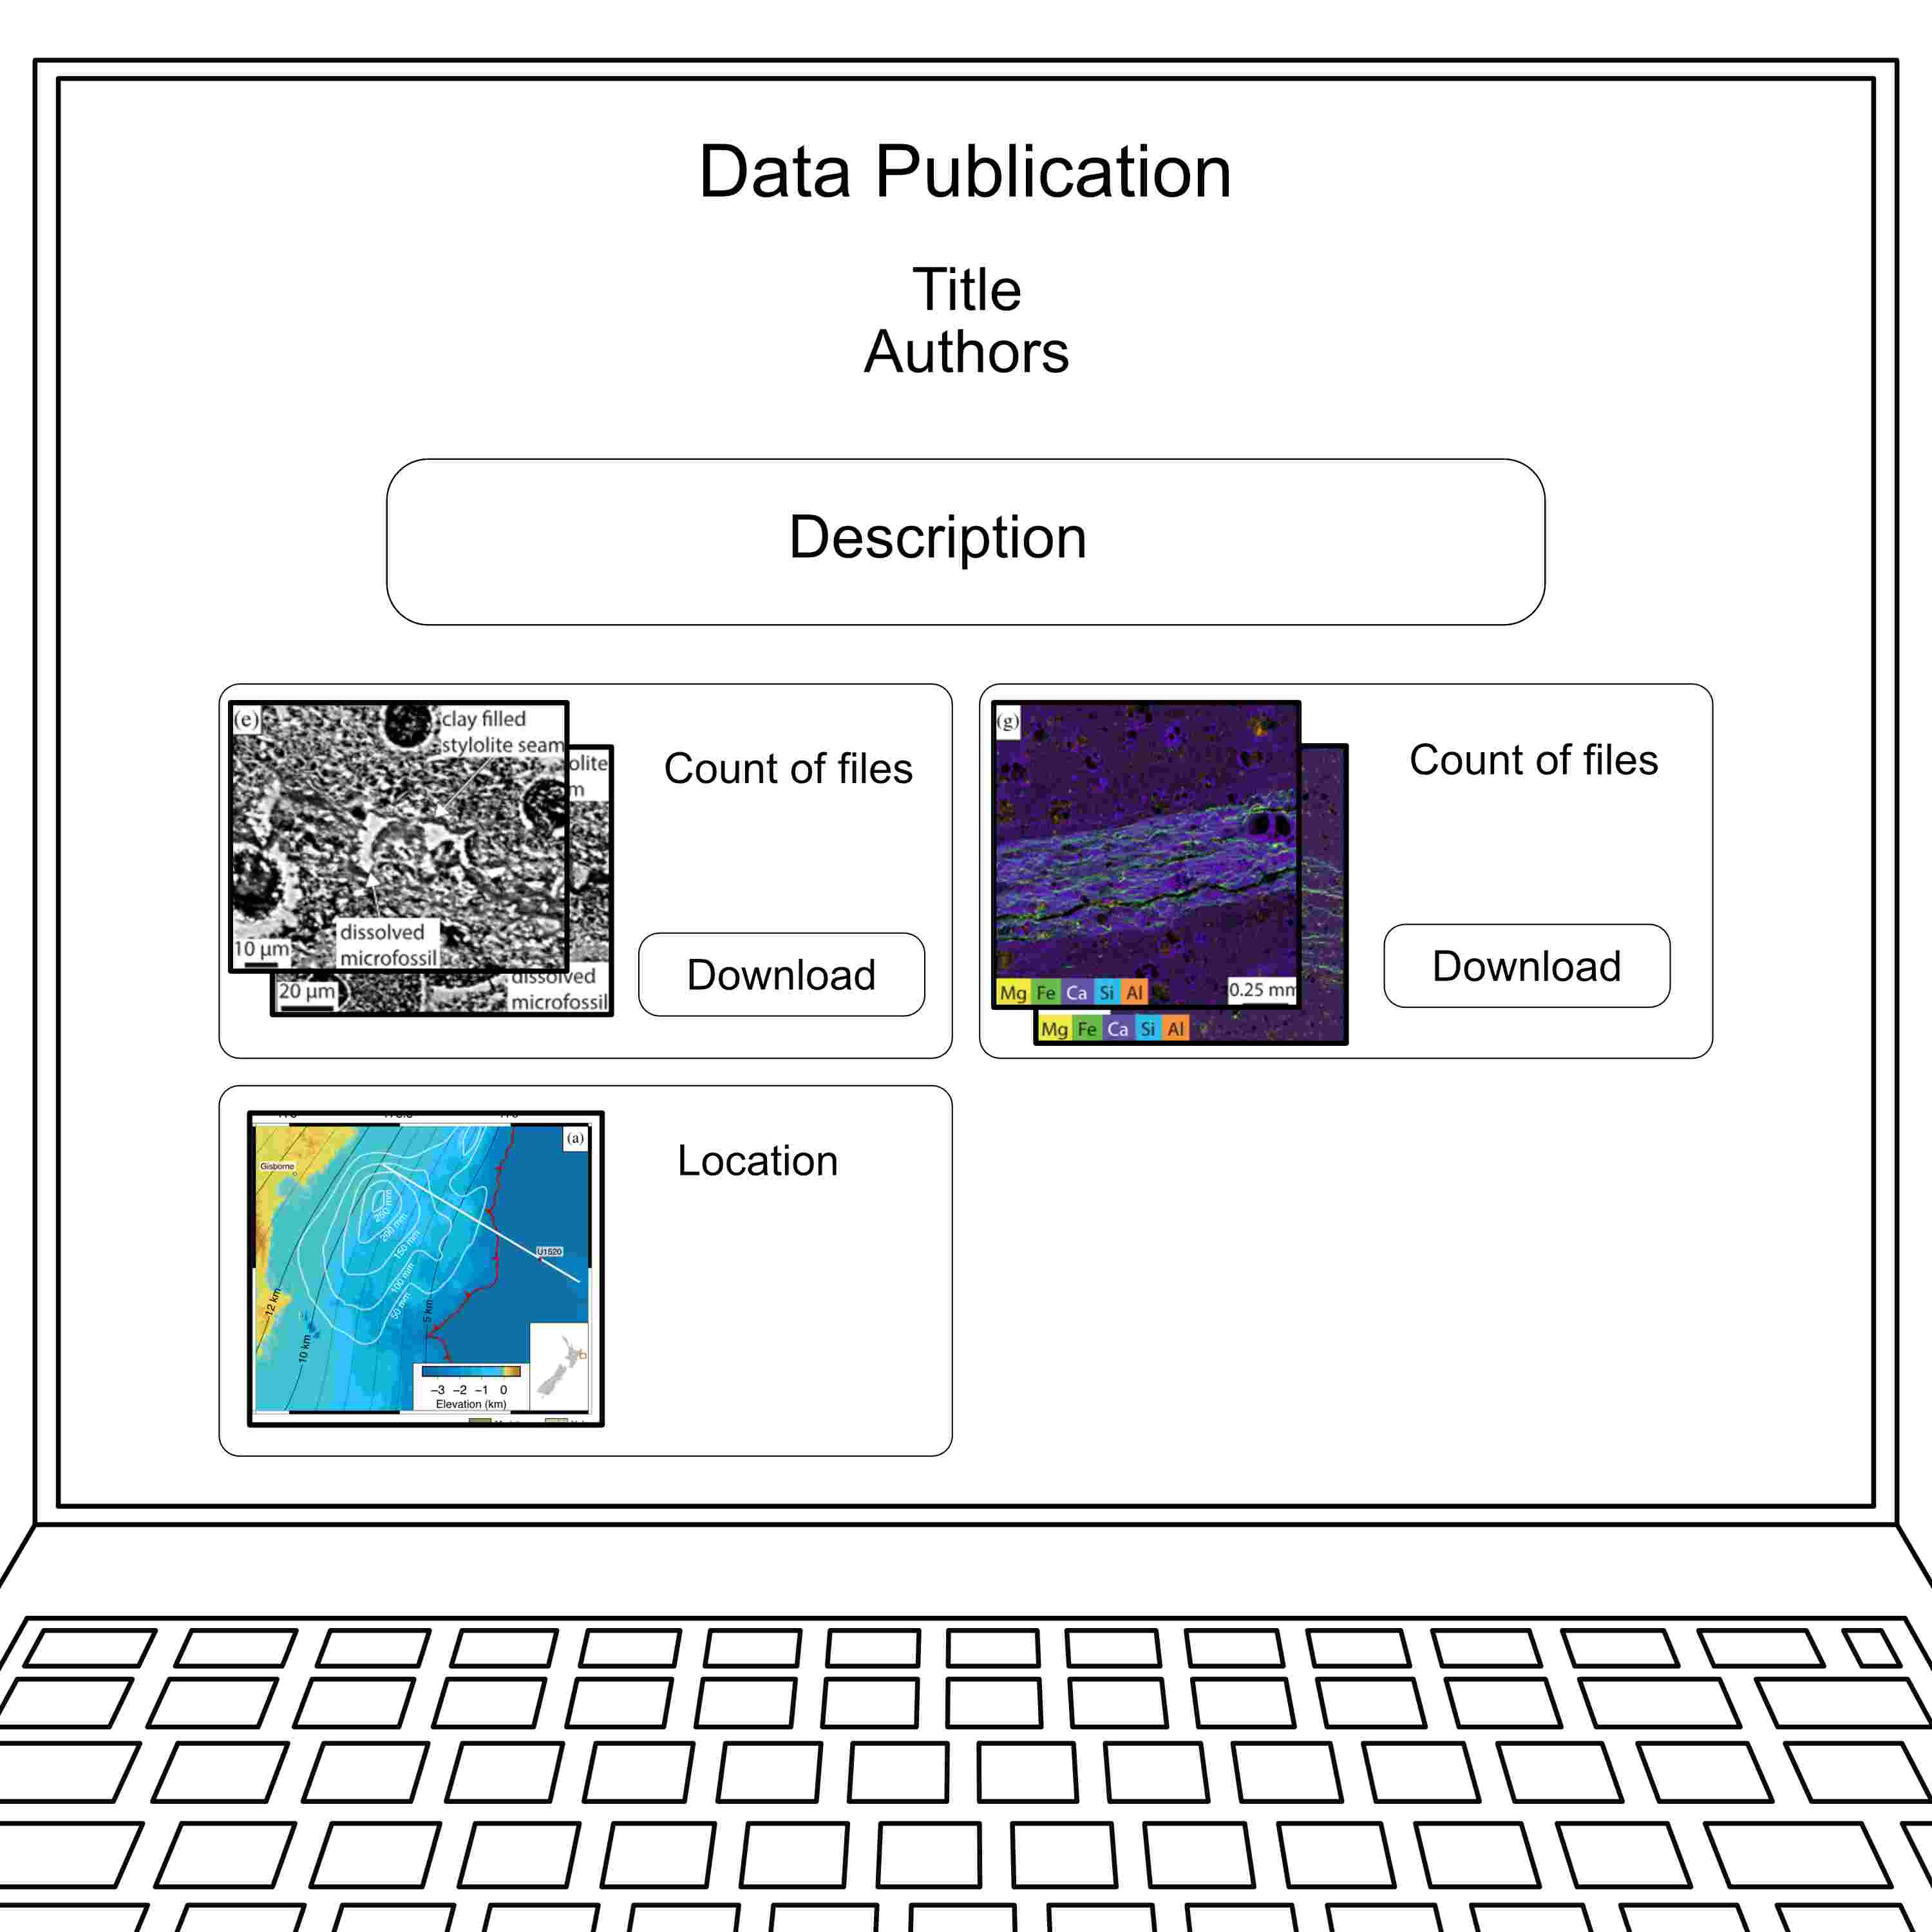 Data Publication
Title
Authors
Description
(e)
clay filled
stylolite seam
olite
m
dissolved
microfossil
10 µm
dissolved
microfossil
20 µm
Count of files
Download
(g)
Mg Fe Ca Si Al
0.25 mm
Mg Fe Ca Si Al
Count of files
Download
(a)
Gisborne
250 mm
200 mm
150 mm
100 mm
50 mm
U1520
12 km
10 km
5 km
−3 −2 −1 0
Elevation (km)
Location